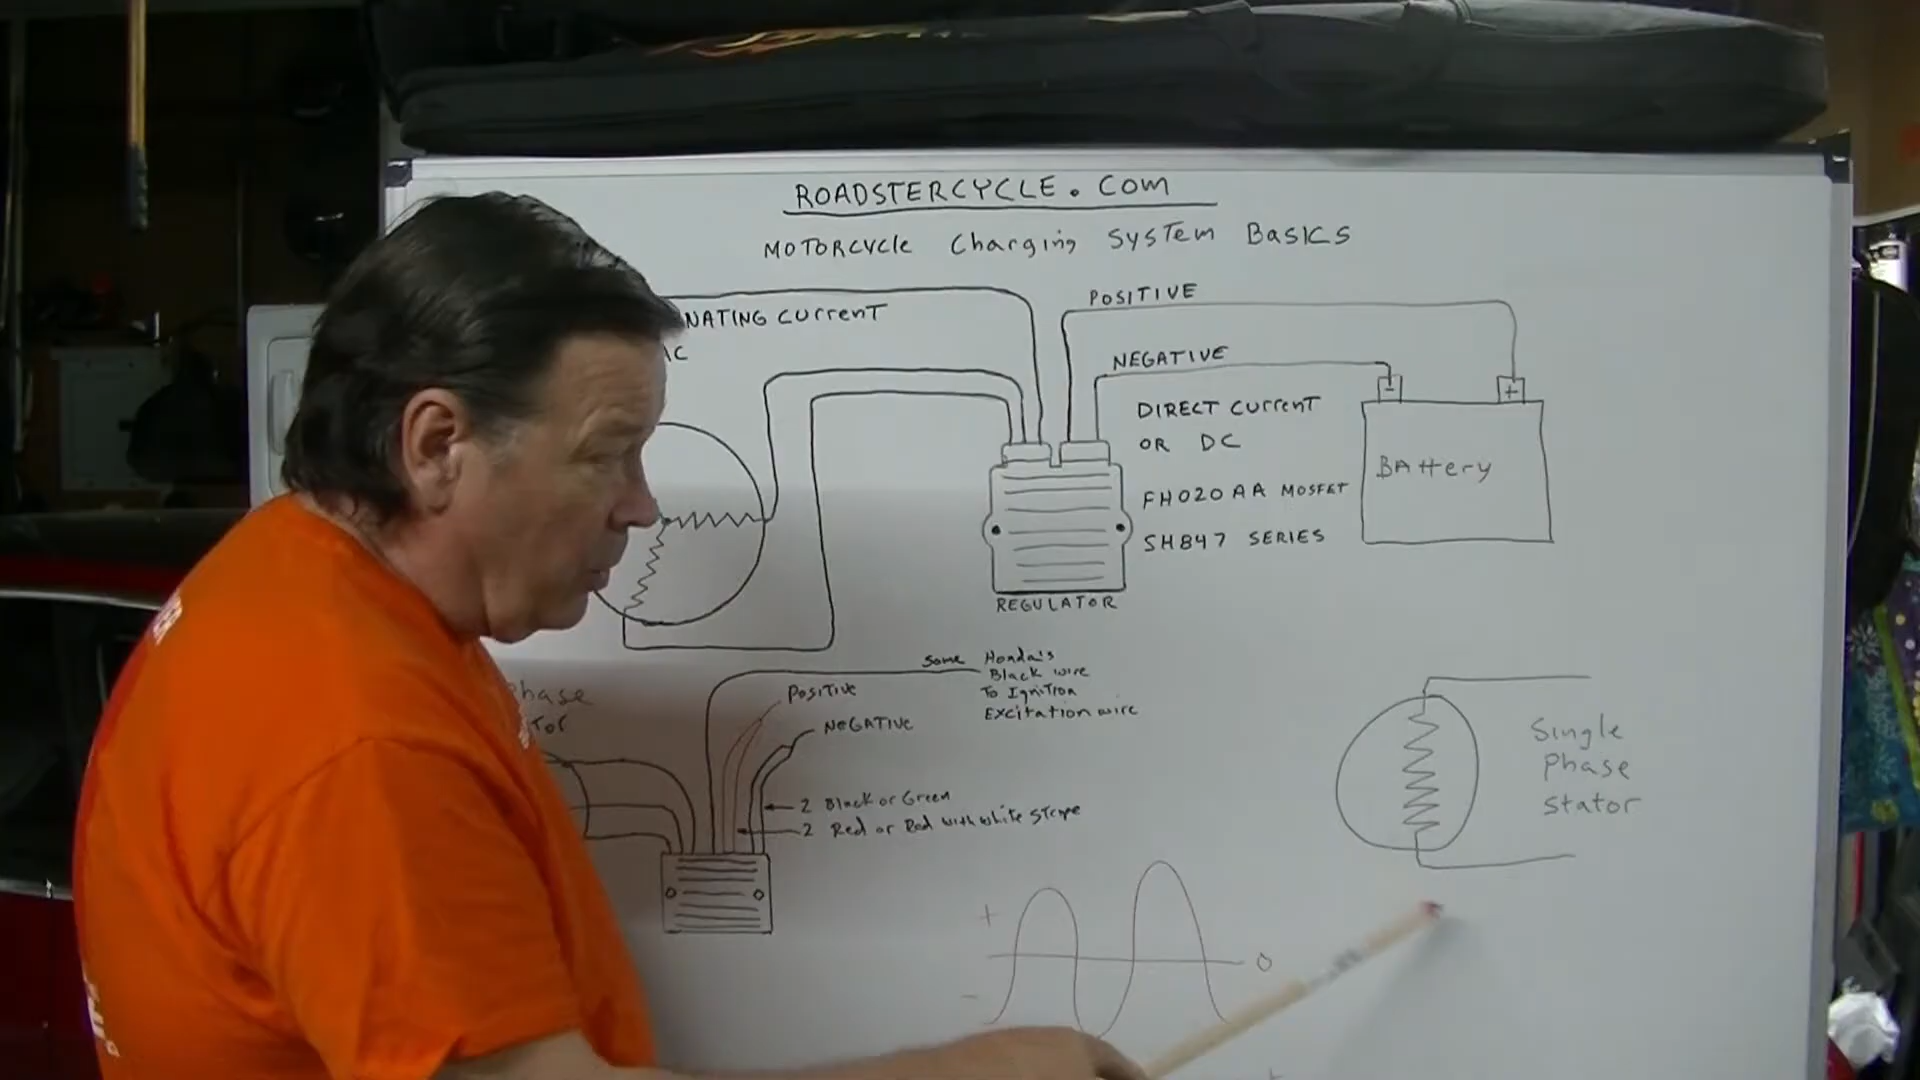 ROADSTERCYCLE.COM
MOTORCYCLE Charging SYSTEM BASICS
NATING CURRENT
AC
POSITIVE
NEGATIVE
- +
DIRECT CURRENT
OR DC
BAttery
FH020AA MOSFET
SH847 SERIES
REGULATOR
Some Honda's
Black wire
To Ignition
Excitation wire
phase
tor
POSITIVE
NEGATIVE
2 Black or Green
2 Red or Red with white Stripe
Single
Phase
Stator
+
0
-